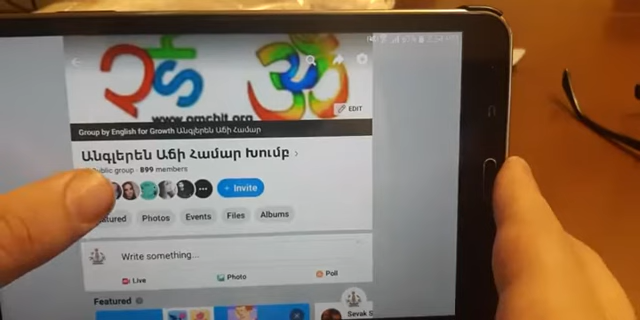 www.omchit.org
EDIT
Group by English for Growth Անգլերեն Աճի Համար
Անգլերեն Աճի Համար Խումբ ›
Public group · 899 members
+ Invite
Photos Events Files Albums
Write something...
Live Photo Poll
Featured
Sevak S